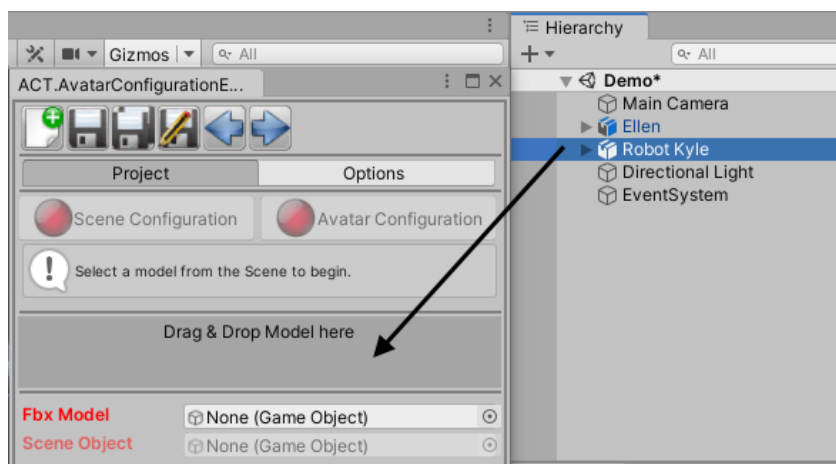 Hierarchy
Gizmos
All
All
ACT.AvatarConfigurationE...
Demo*
Main Camera
Ellen
Robot Kyle
Directional Light
EventSystem
Project
Options
Scene Configuration
Avatar Configuration
Select a model from the Scene to begin.
Drag & Drop Model here
Fbx Model
None (Game Object)
Scene Object
None (Game Object)